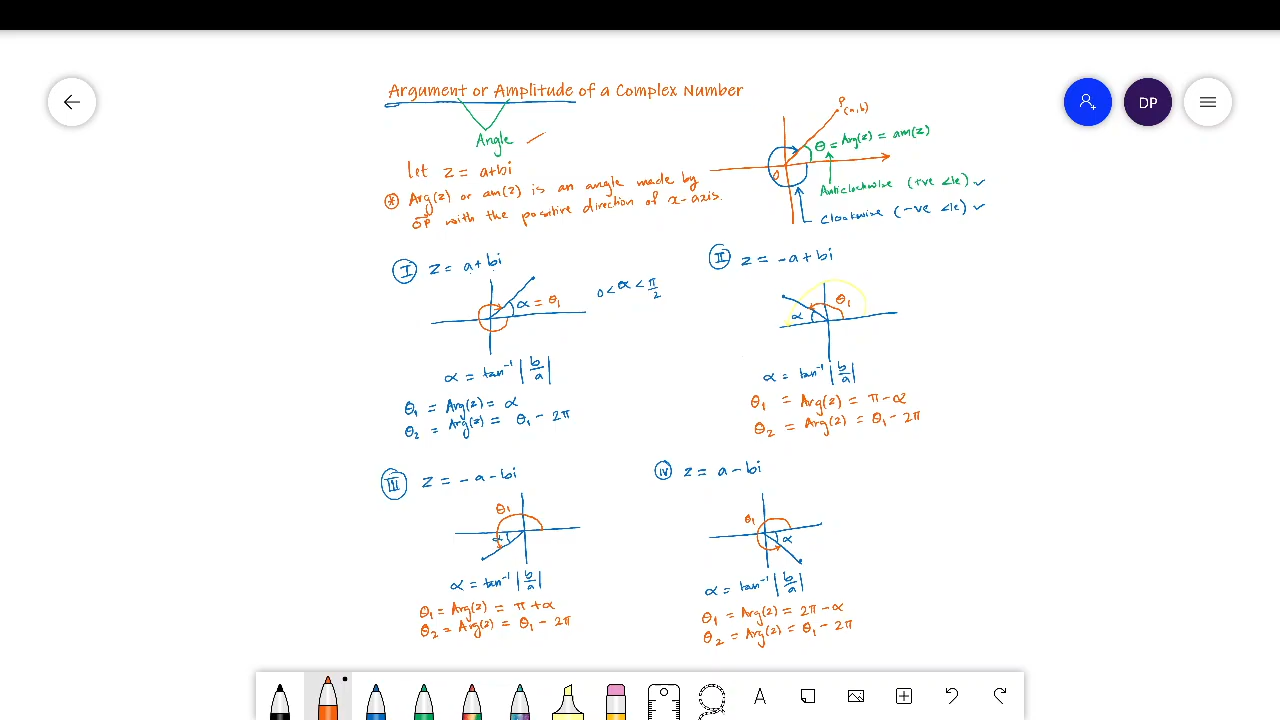 Argument or Amplitude of a Complex Number
Angle
let z = a+bi
P(a,b)
θ = Arg(z) = am(z)
O
Anticlockwise (+ve <le) ✓
Clockwise (-ve <le) ✓
* Arg(z) or am(z) is an angle made by
OP with the positive direction of x-axis.
I z = a+bi
α = θ1
0 < α < π/2
α = tan⁻¹ |b/a|
θ1 = Arg(z) = α
θ2 = Arg(z) = θ1 - 2π
II z = -a+bi
α
θ1
α = tan⁻¹ |b/a|
θ1 = Arg(z) = π-α
θ2 = Arg(z) = θ1 - 2π
III z = -a-bi
θ1
α
α = tan⁻¹ |b/a|
θ1 = Arg(z) = π+α
θ2 = Arg(z) = θ1 - 2π
IV z = a-bi
θ1
α
α = tan⁻¹ |b/a|
θ1 = Arg(z) = 2π-α
θ2 = Arg(z) = θ1 - 2π
DP
A